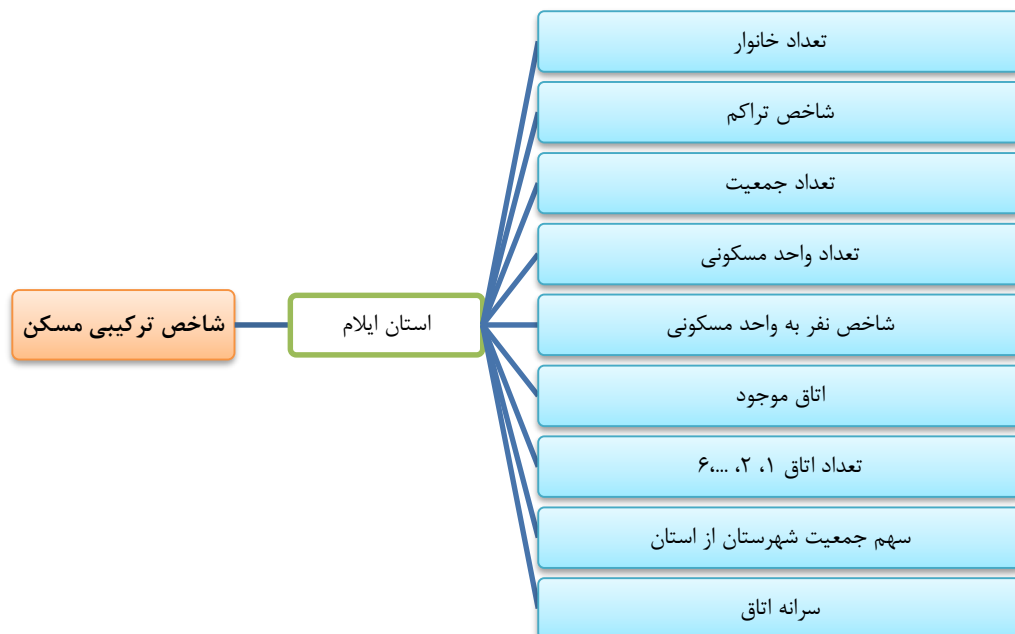 تعداد خانوار
شاخص تراکم
تعداد جمعیت
تعداد واحد مسکونی
شاخص ترکیبی مسکن
استان ایلام
شاخص نفر به واحد مسکونی
اتاق موجود
تعداد اتاق ۱، ۲، ...،۶
سهم جمعیت شهرستان از استان
سرانه اتاق